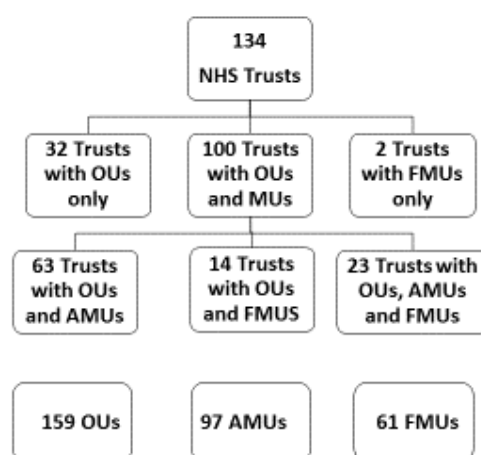 134
NHS Trusts
32 Trusts
with OUs
only
100 Trusts
with OUs
and MUs
2 Trusts
with FMUs
only
63 Trusts
with OUs
and AMUs
14 Trusts
with OUs
and FMUS
23 Trusts with
OUs, AMUs
and FMUs
159 OUs
97 AMUs
61 FMUs